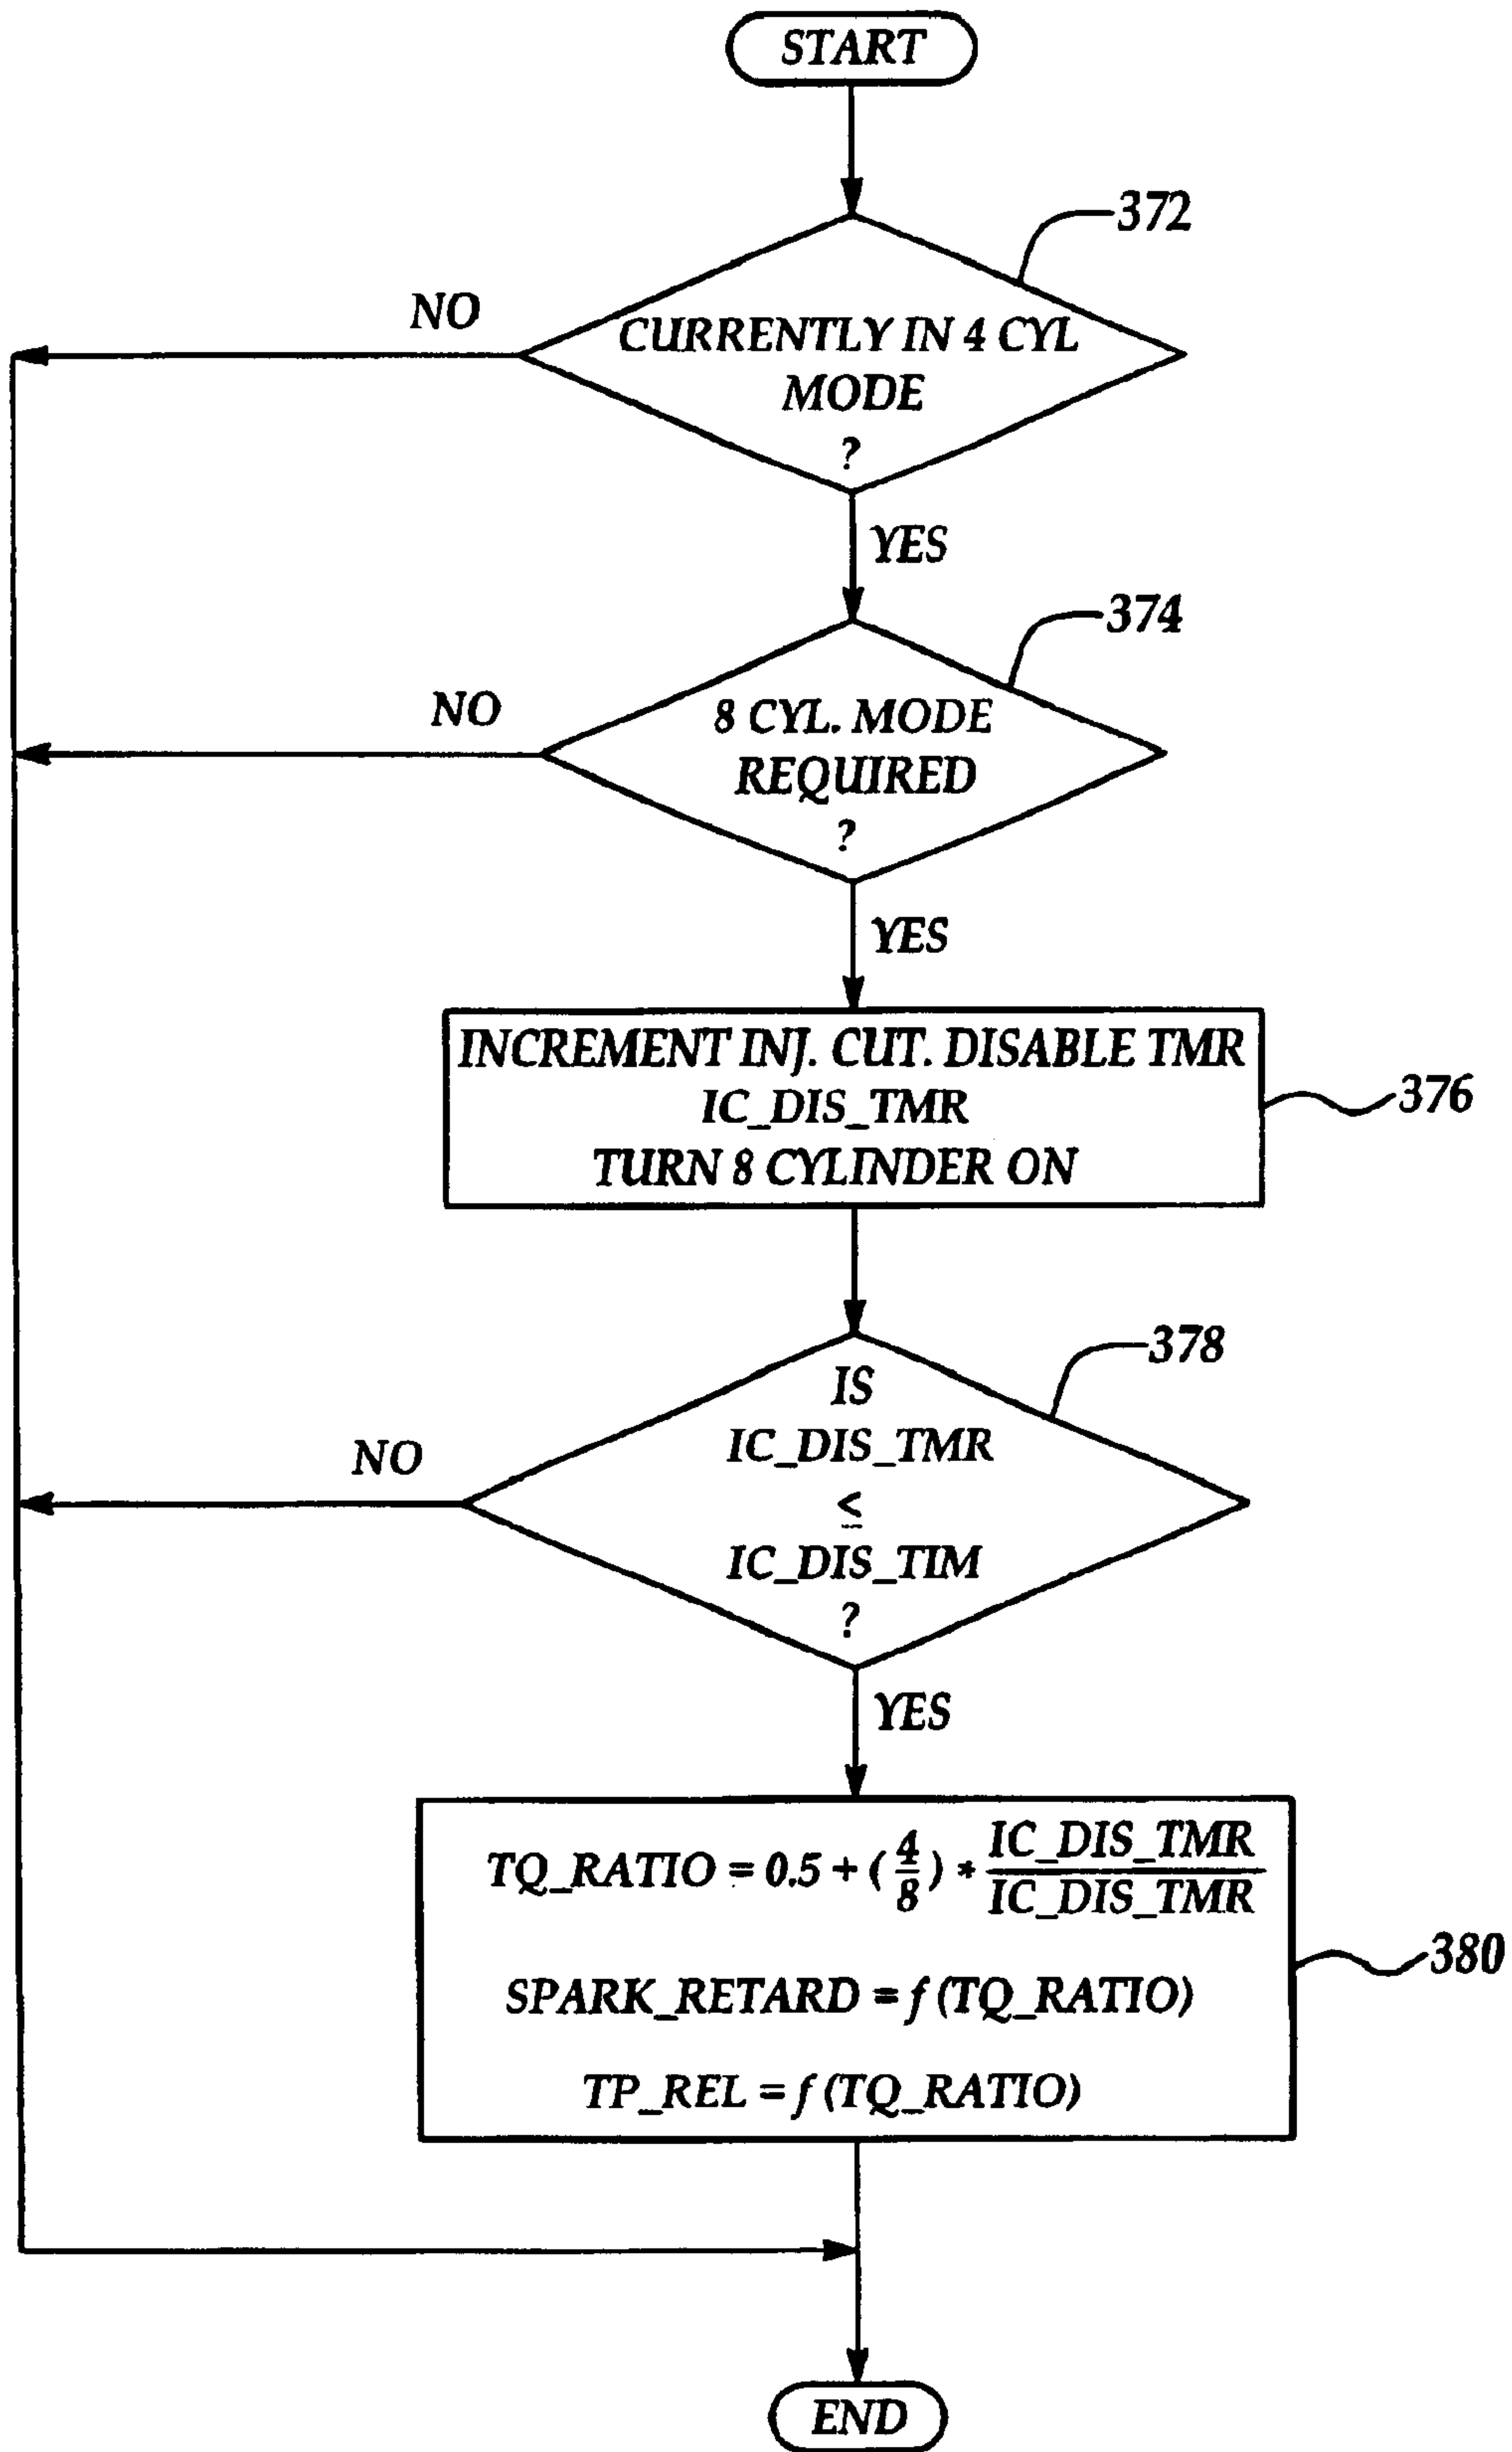 START
372
NO
CURRENTLY IN 4 CYL
MODE
?
YES
374
NO
8 CYL. MODE
REQUIRED
?
YES
INCREMENT INJ. CUT. DISABLE TMR
IC_DIS_TMR
TURN 8 CYLINDER ON
376
378
IS
IC_DIS_TMR
≤
IC_DIS_TIM
?
NO
YES
TQ_RATIO = 0.5 + (4/8) * IC_DIS_TMR/IC_DIS_TMR
SPARK_RETARD = f (TQ_RATIO)
TP_REL = f (TQ_RATIO)
380
END